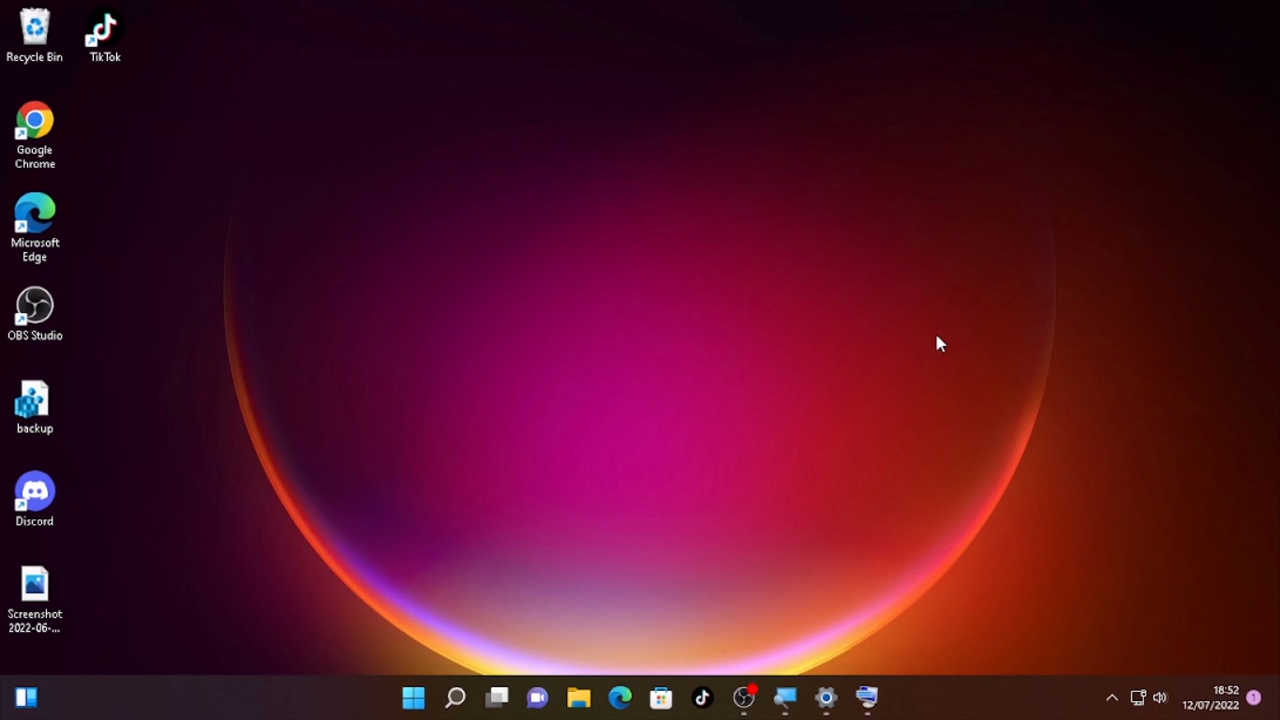 Recycle Bin
TikTok
Google
Chrome
Microsoft
Edge
OBS Studio
backup
Discord
Screenshot
2022-06-...
18:52
12/07/2022
1